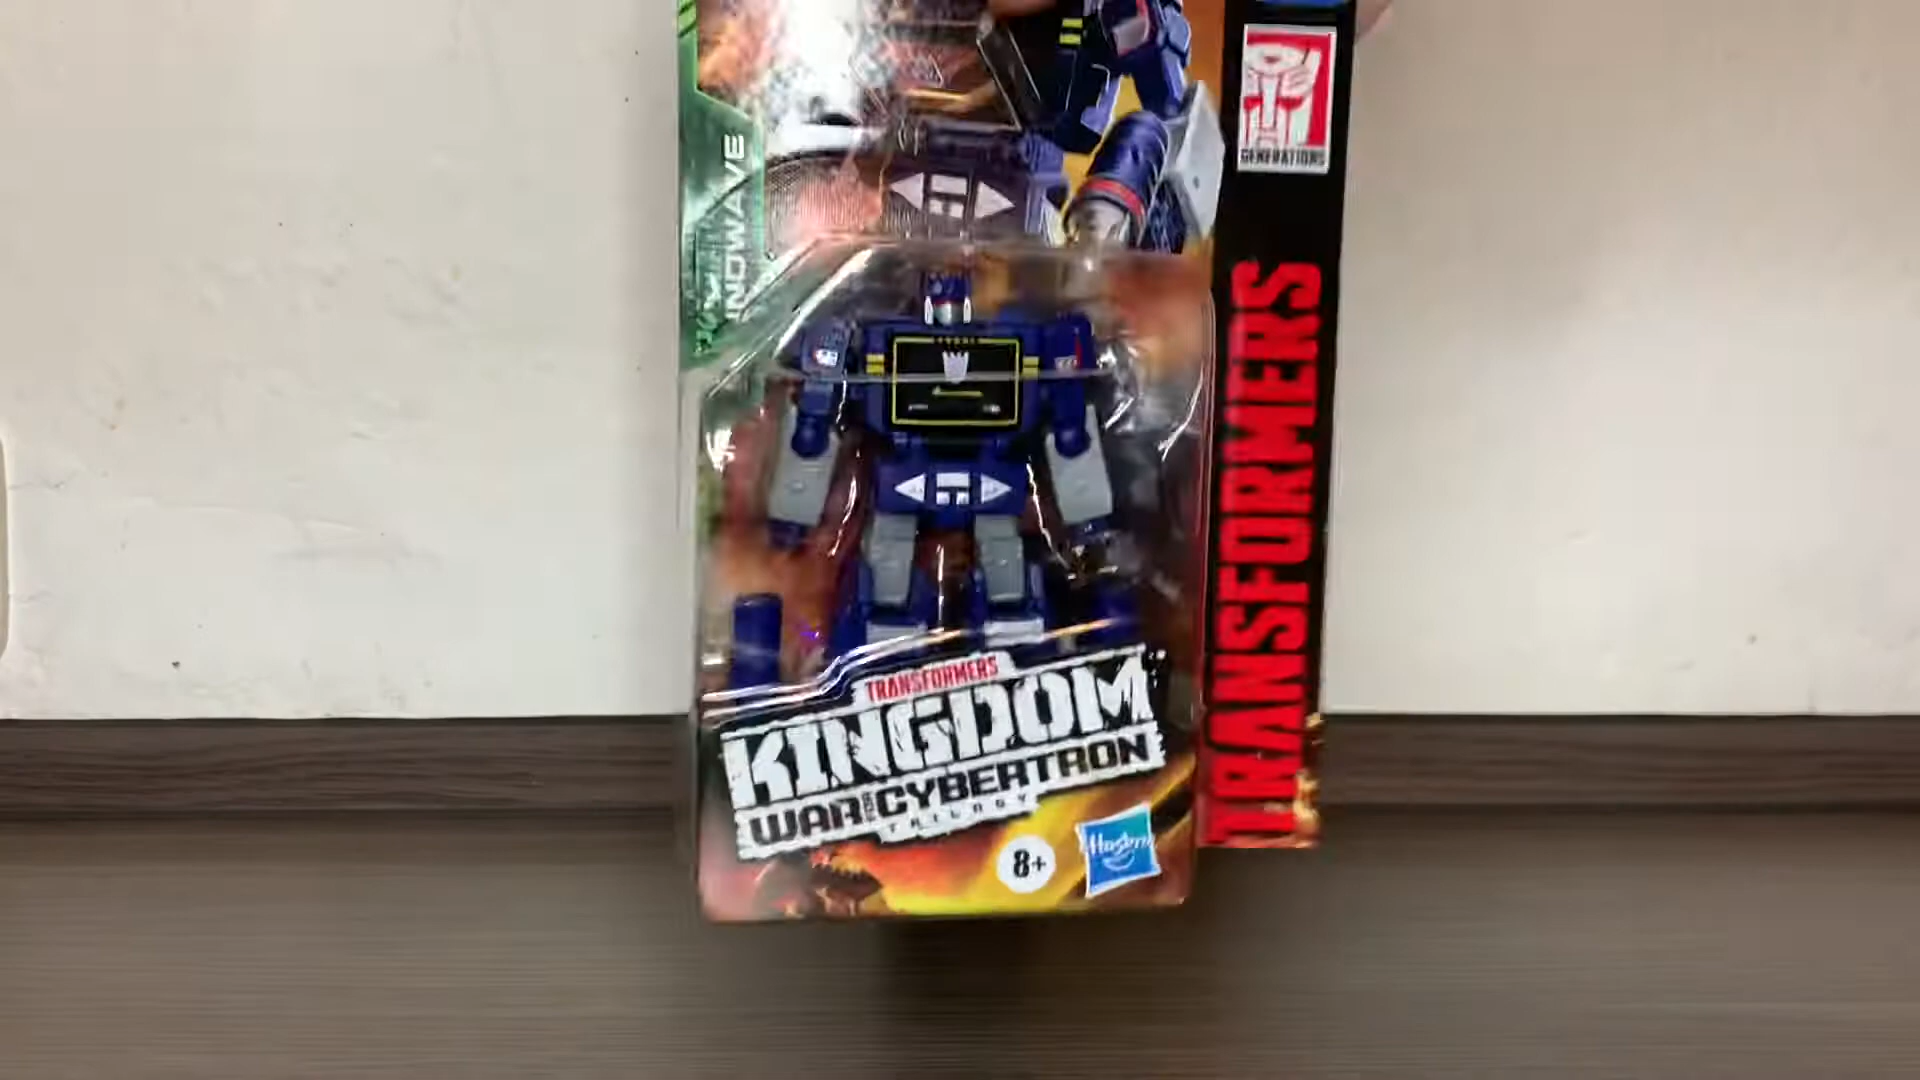 GENERATIONS
TRANSFORMERS
TRANSFORMERS
KINGDOM
WAR FOR CYBERTRON
TRILOGY
8+
Hasbro